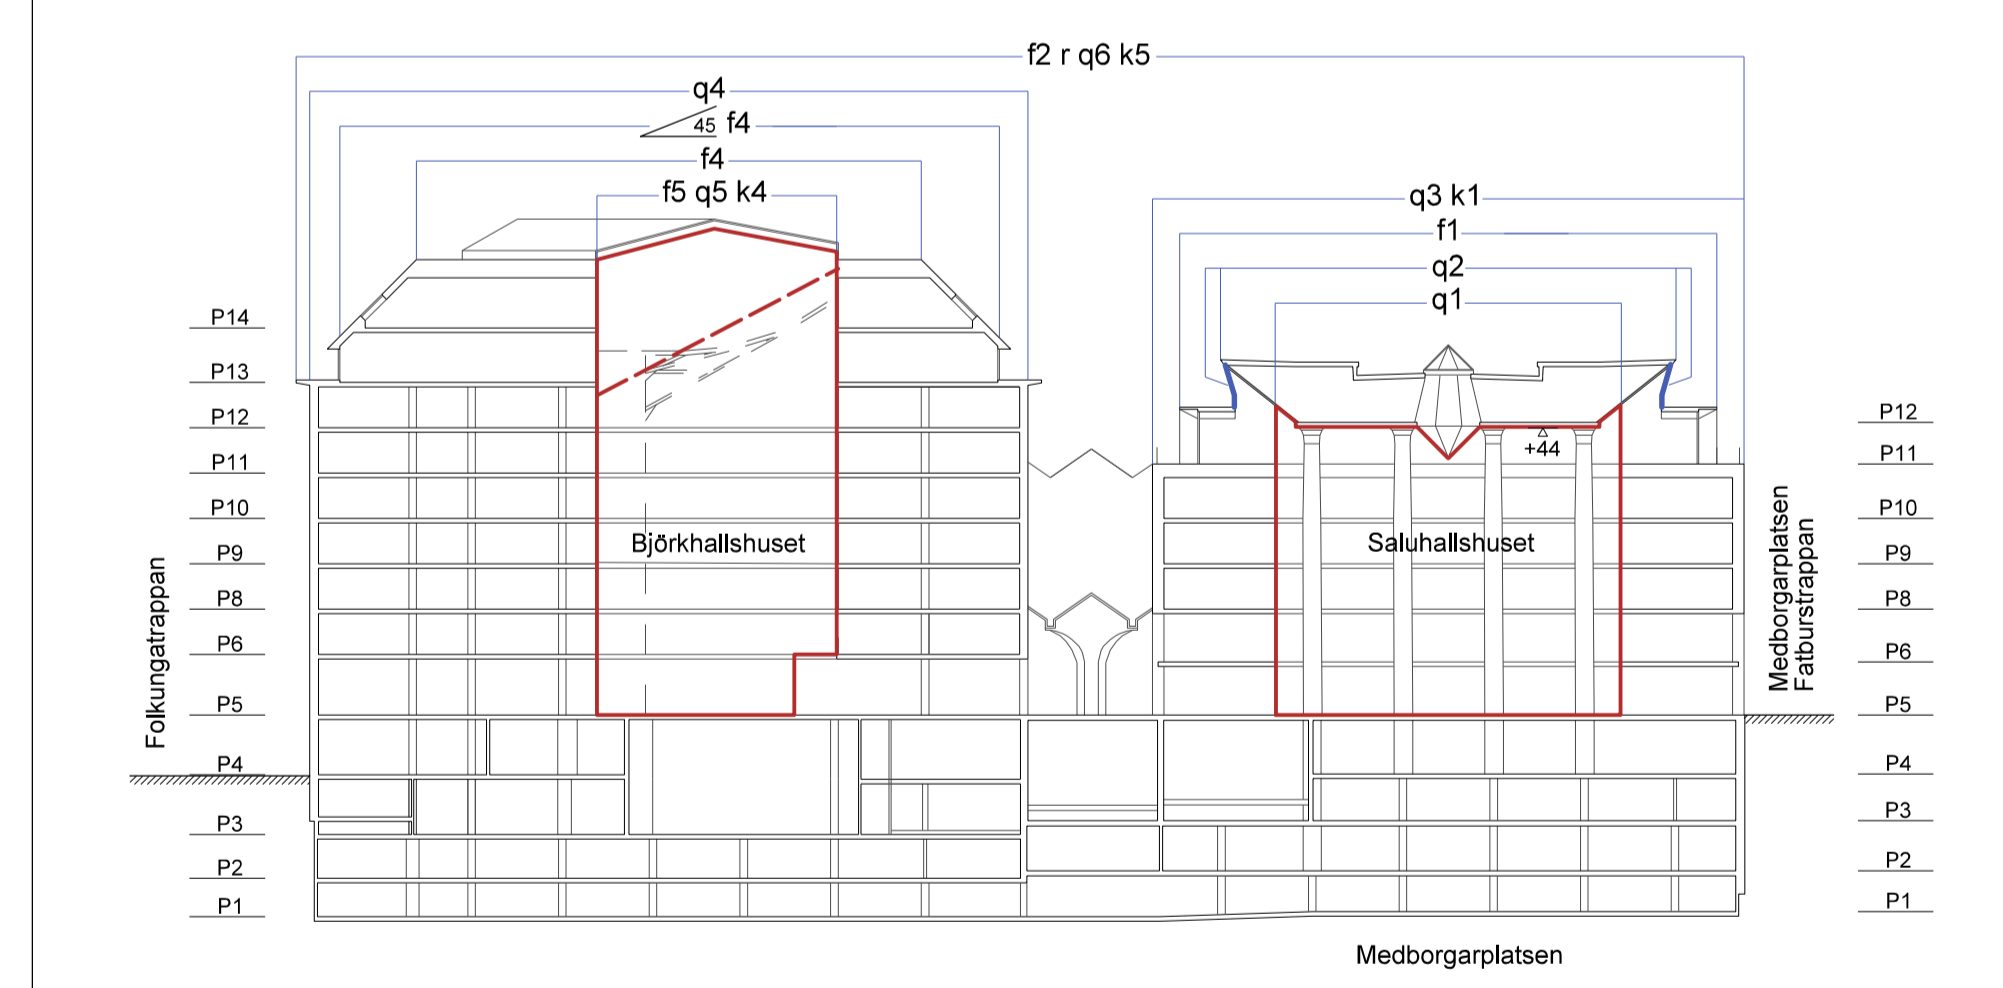 f2 r q6 k5
q4
45 f4
f4
f5 q5 k4
q3 k1
f1
q2
q1
P14
P13
P12
P11
P10
P9
P8
P6
P5
P4
P3
P2
P1
Folkungatrappan
Björkhallshuset
Saluhallshuset
+44
Medborgarplatsen
Fatburstrappan
P12
P11
P10
P9
P8
P6
P5
P4
P3
P2
P1
Medborgarplatsen